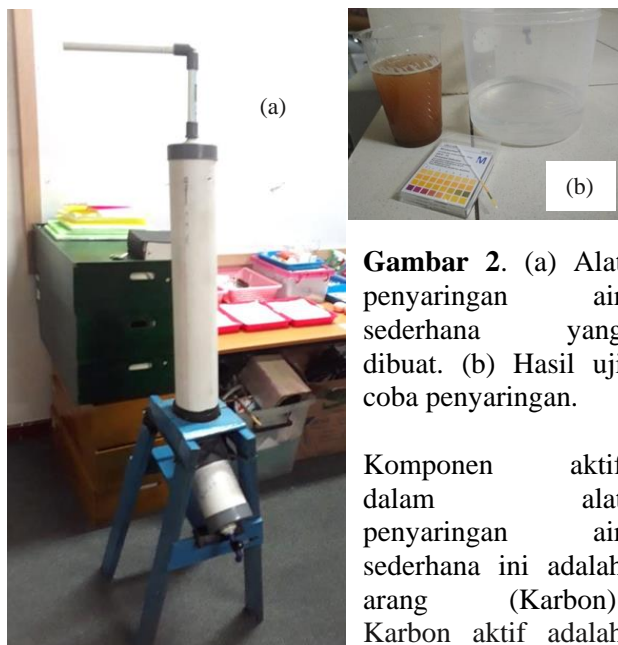 (a)
(b)
M
Gambar 2. (a) Alat
penyaringan air
sederhana yang
dibuat. (b) Hasil uji
coba penyaringan.
Komponen aktif
dalam alat
penyaringan air
sederhana ini adalah
arang (Karbon)
Karbon aktif adalah